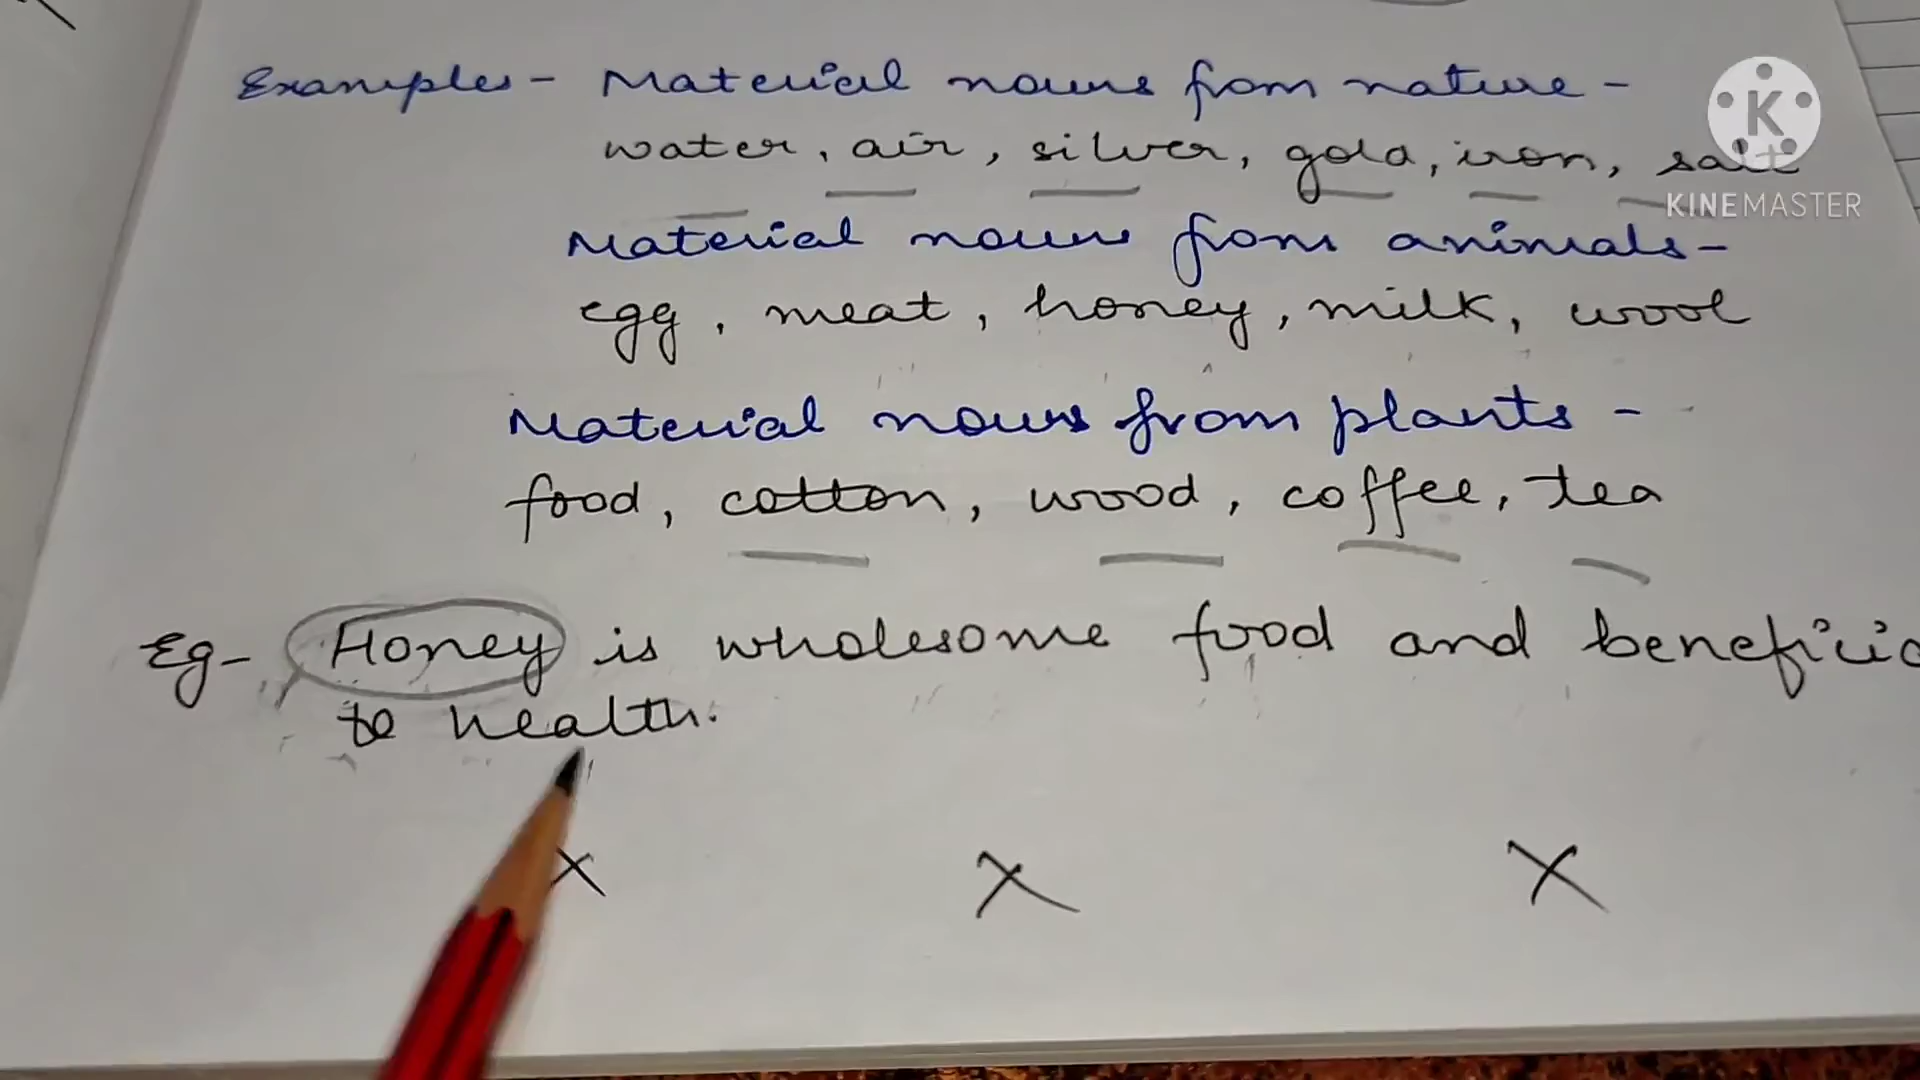 Examples - Material nouns from nature -
water, air, silver, gold, iron, salt
K
KINEMASTER
Material nouns from animals -
egg, meat, honey, milk, wool
Material nouns from plants -
food, cotton, wood, coffee, tea
Eg - Honey is wholesome food and beneficia
to health.
X X X